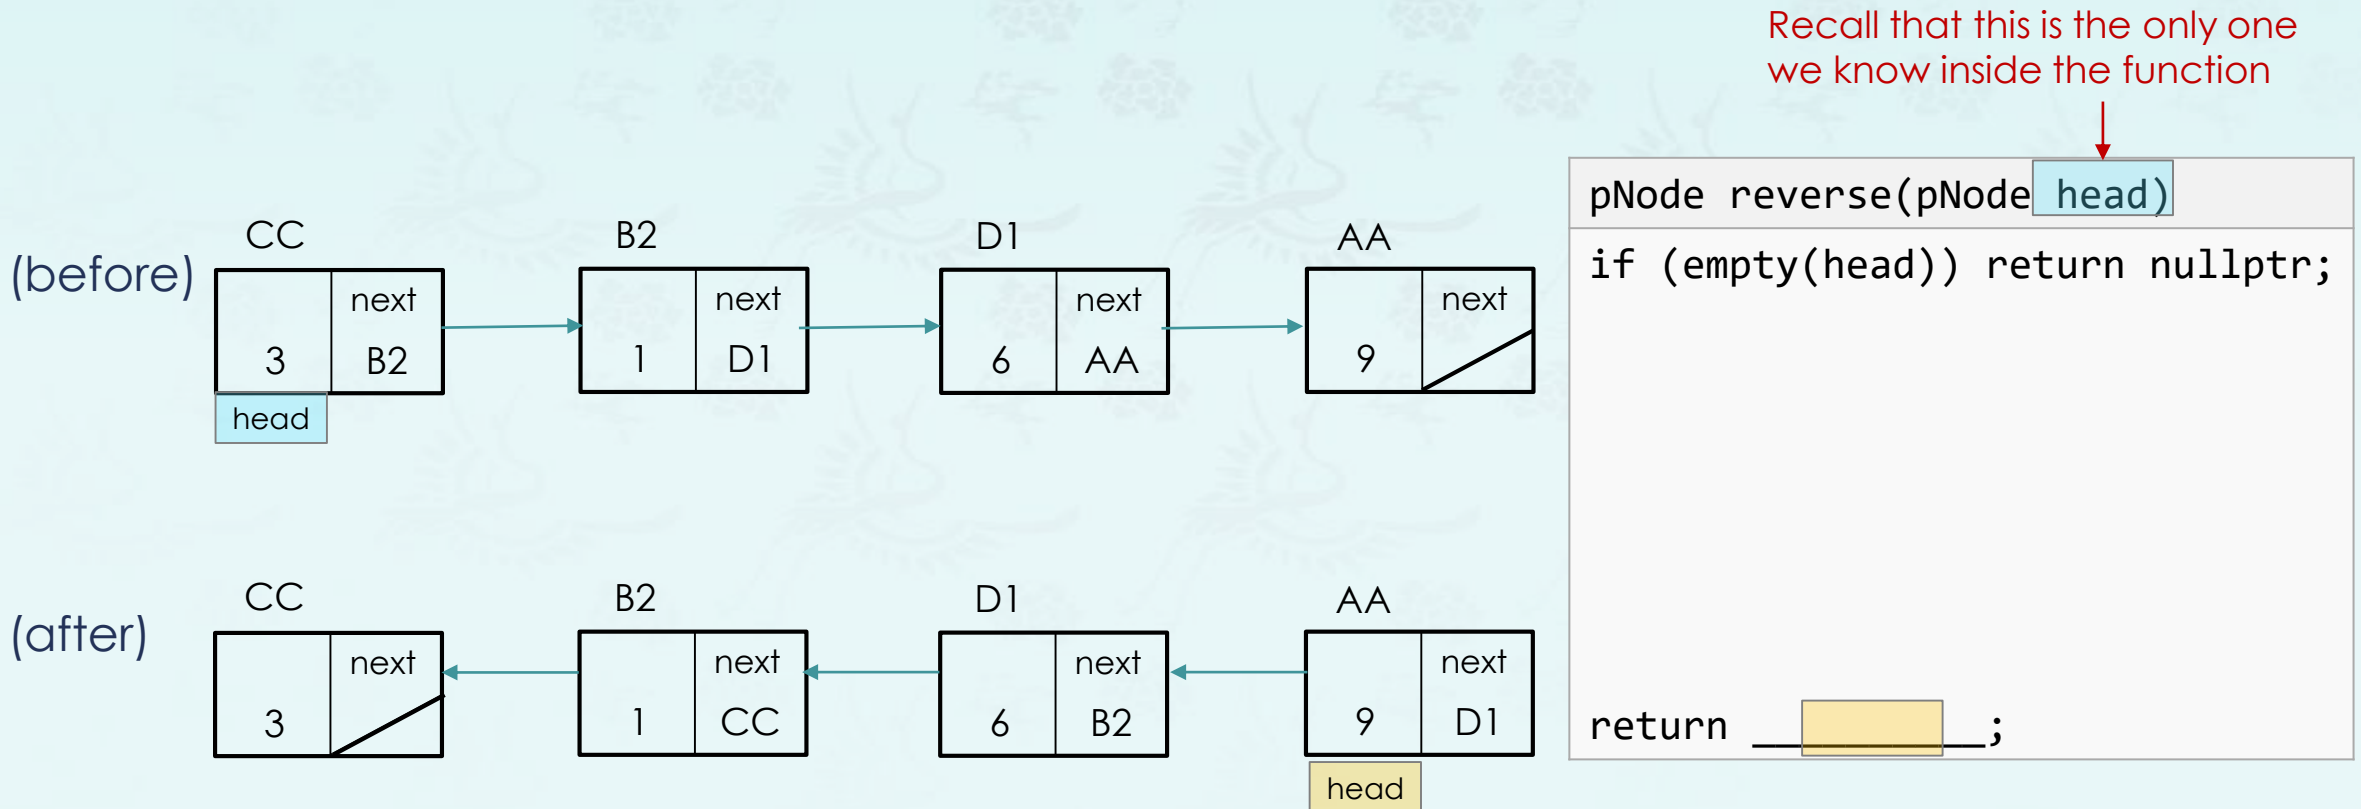 Recall that this is the only one
we know inside the function
pNode reverse(pNode head)
if (empty(head)) return nullptr;
return __________;
(before)
CC B2 D1 AA
next next next next
3 B2 1 D1 6 AA 9
head
(after)
CC B2 D1 AA
next next next next
3 1 CC 6 B2 9 D1
head